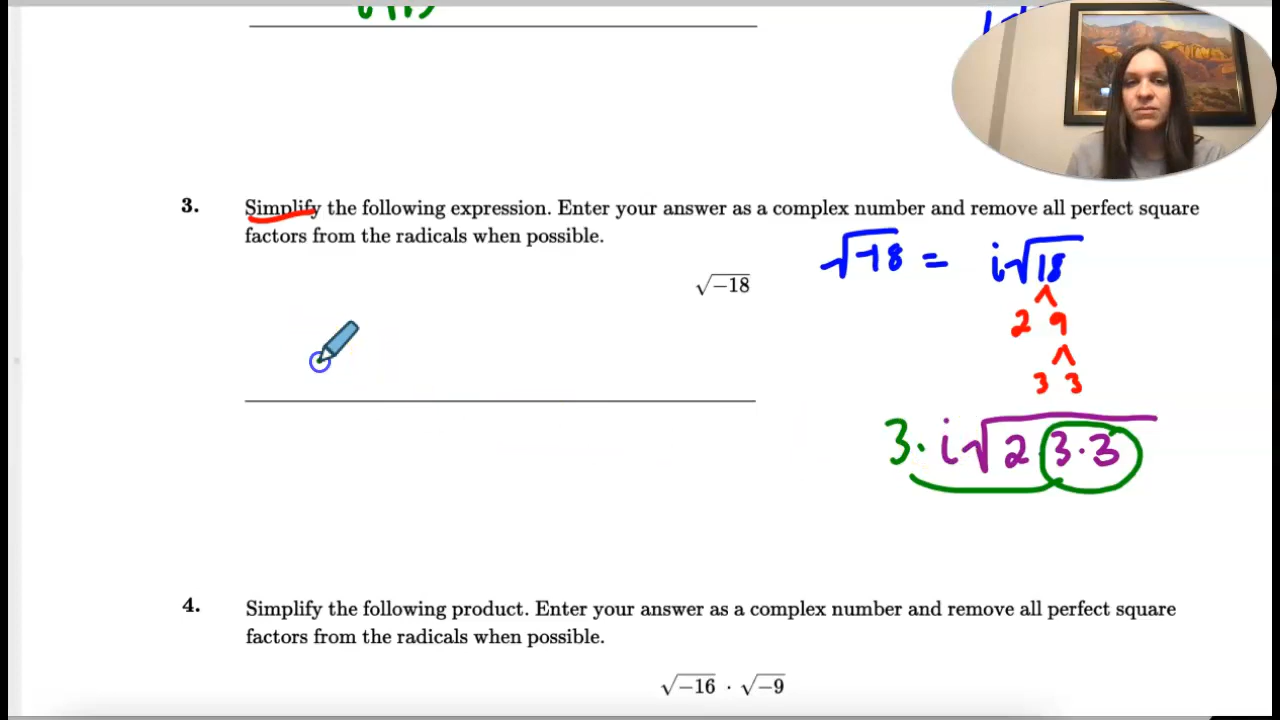 3. Simplify the following expression. Enter your answer as a complex number and remove all perfect square
factors from the radicals when possible.
√-18
√-18 = i√18
2 9
3 3
3·i√2 3·3
4. Simplify the following product. Enter your answer as a complex number and remove all perfect square
factors from the radicals when possible.
√-16 · √-9